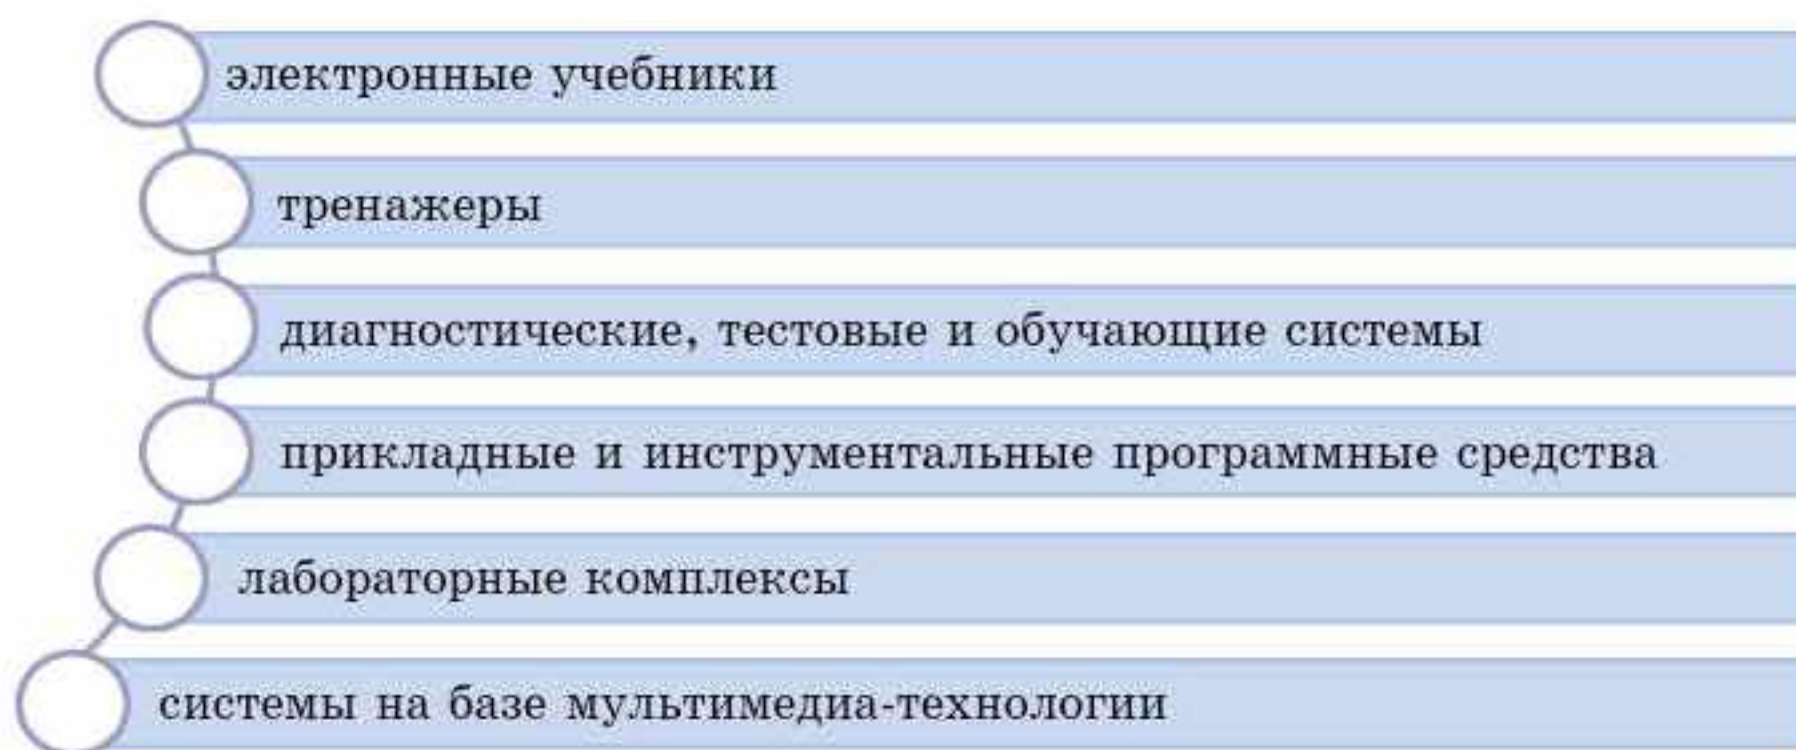 электронные учебники
тренажеры
диагностические, тестовые и обучающие системы
прикладные и инструментальные программные средства
лабораторные комплексы
системы на базе мультимедиа-технологии